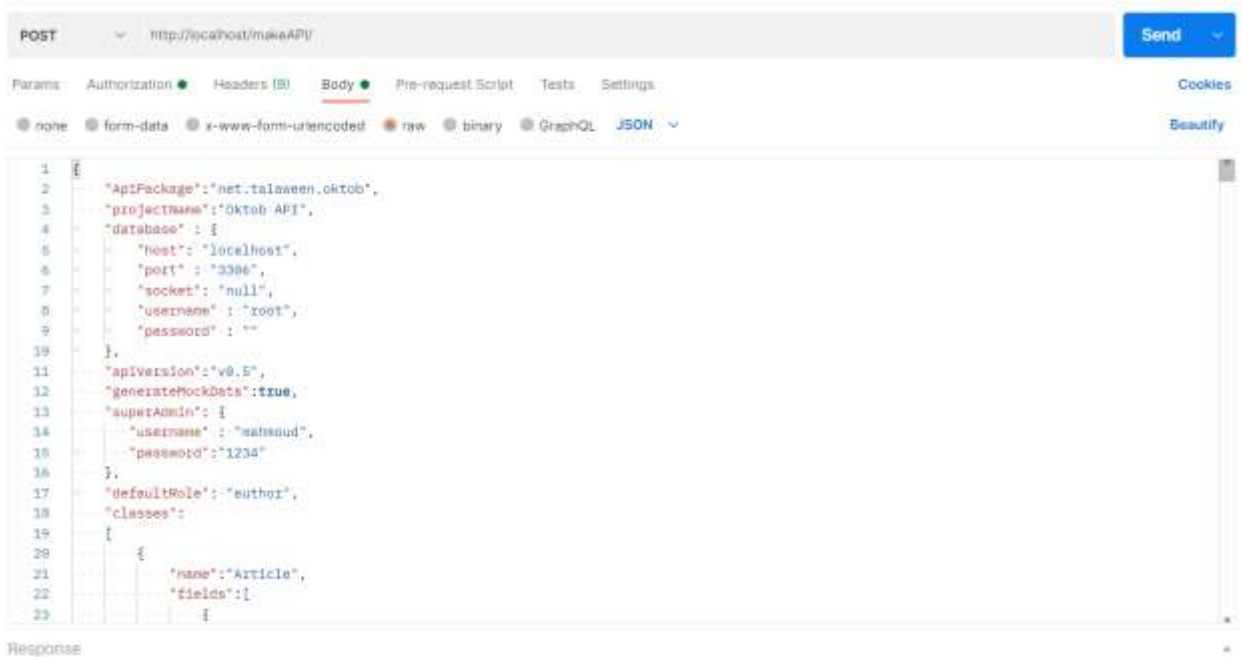 POST http://localhost/makeAPI/ Send
Params Authorization Headers (9) Body Pre-request Script Tests Settings Cookies
none form-data x-www-form-urlencoded raw binary GraphQL JSON Beautify
1 {
2 "ApiPackage":"net.talaween.oktob",
3 "projectName":"Oktob API",
4 "database" : {
5 "host": "localhost",
6 "port" : "3306",
7 "socket": "null",
8 "username" : "root",
9 "password" : ""
10 },
11 "apiVersion":"v0.5",
12 "generateMockData":true,
13 "superAdmin": {
14 "username" : "mahmoud",
15 "password":"1234"
16 },
17 "defaultRole": "author",
18 "classes":
19 [
20 {
21 "name":"Article",
22 "fields":[
23 {
Response